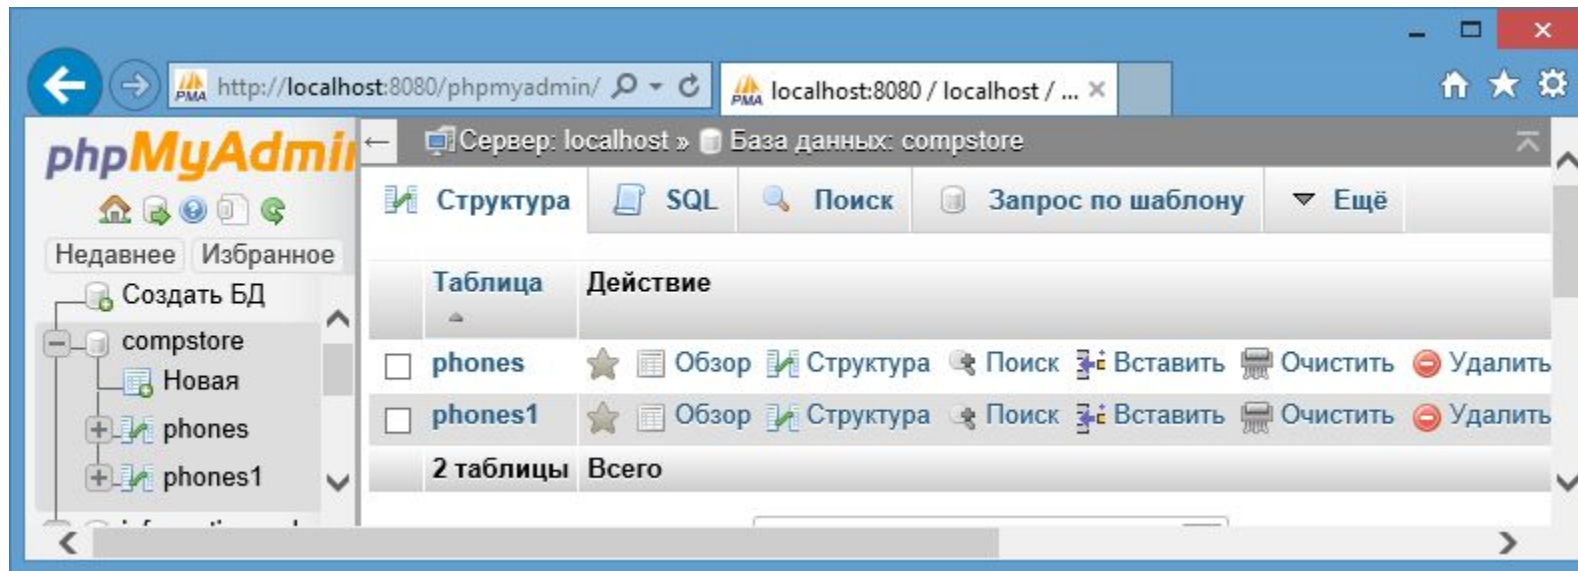 http://localhost:8080/phpmyadmin/
localhost:8080 / localhost / ...
phpMyAdmin
Недавнее Избранное
Создать БД
compstore
Новая
phones
phones1
Сервер: localhost » База данных: compstore
Структура SQL Поиск Запрос по шаблону Ещё
Таблица Действие
phones Обзор Структура Поиск Вставить Очистить Удалить
phones1 Обзор Структура Поиск Вставить Очистить Удалить
2 таблицы Всего